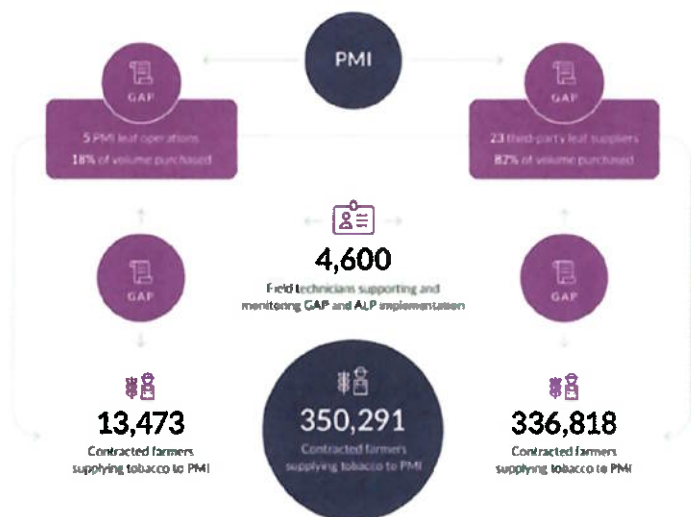 PMI
GAP
GAP
5 PMI leaf operations
18% of volume purchased
23 third-party leaf suppliers
82% of volume purchased
4,600
Field technicians supporting and
monitoring GAP and ALP implementation
GAP
GAP
13,473
Contracted farmers
supplying tobacco to PMI
350,291
Contracted farmers
supplying tobacco to PMI
336,818
Contracted farmers
supplying tobacco to PMI